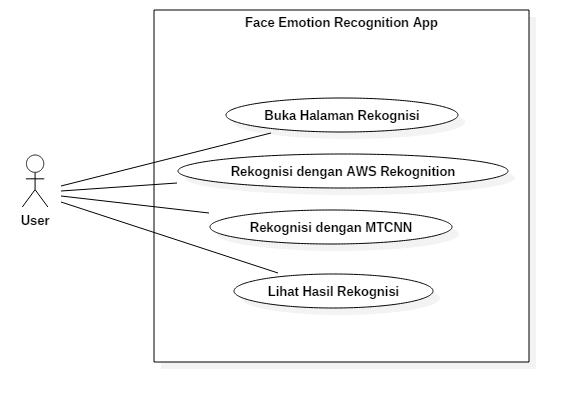 Face Emotion Recognition App
Buka Halaman Rekognisi
Rekognisi dengan AWS Rekognition
Rekognisi dengan MTCNN
Lihat Hasil Rekognisi
User